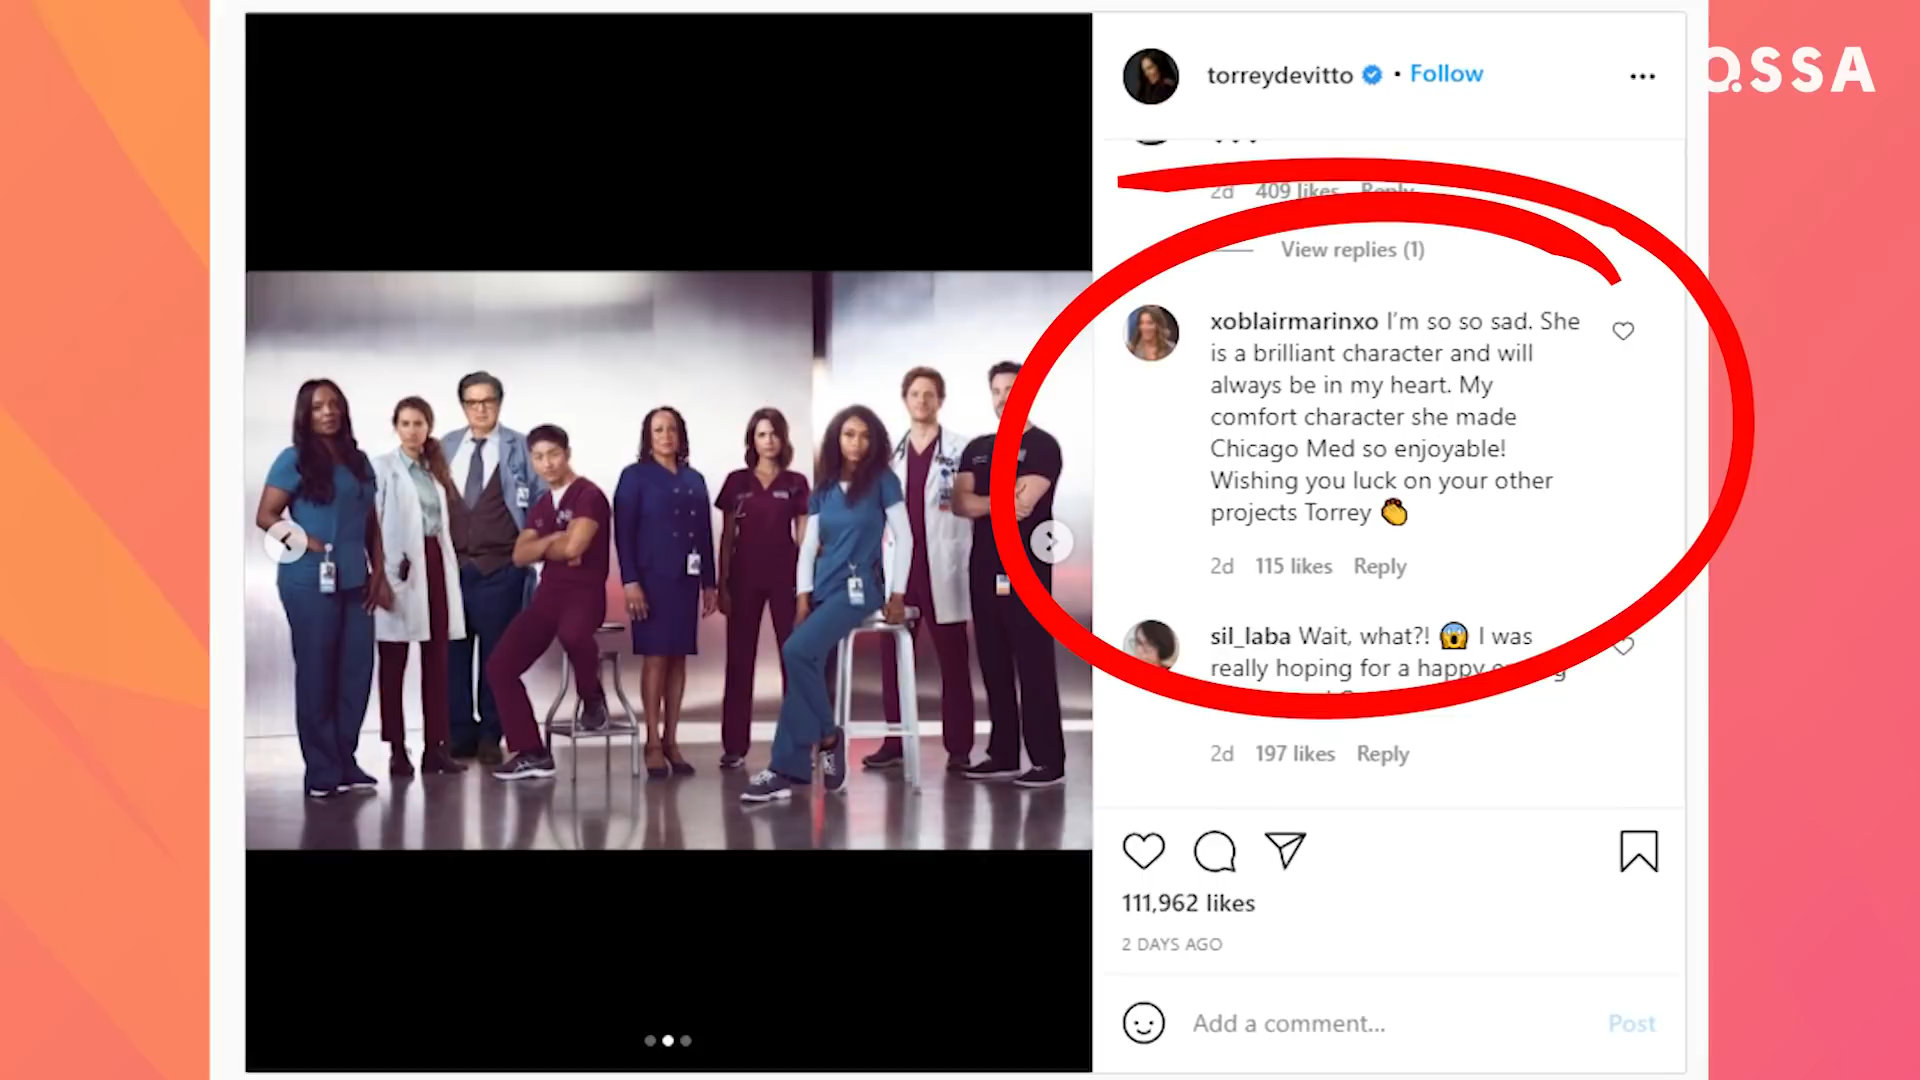 torreydevitto • Follow
QSSA
2d 409 likes Reply
View replies (1)
xoblairmarinxo I'm so so sad. She
is a brilliant character and will
always be in my heart. My
comfort character she made
Chicago Med so enjoyable!
Wishing you luck on your other
projects Torrey 👏
2d 115 likes Reply
sil_laba Wait, what?! 😱 I was
really hoping for a happy
2d 197 likes Reply
111,962 likes
2 DAYS AGO
Add a comment... Post